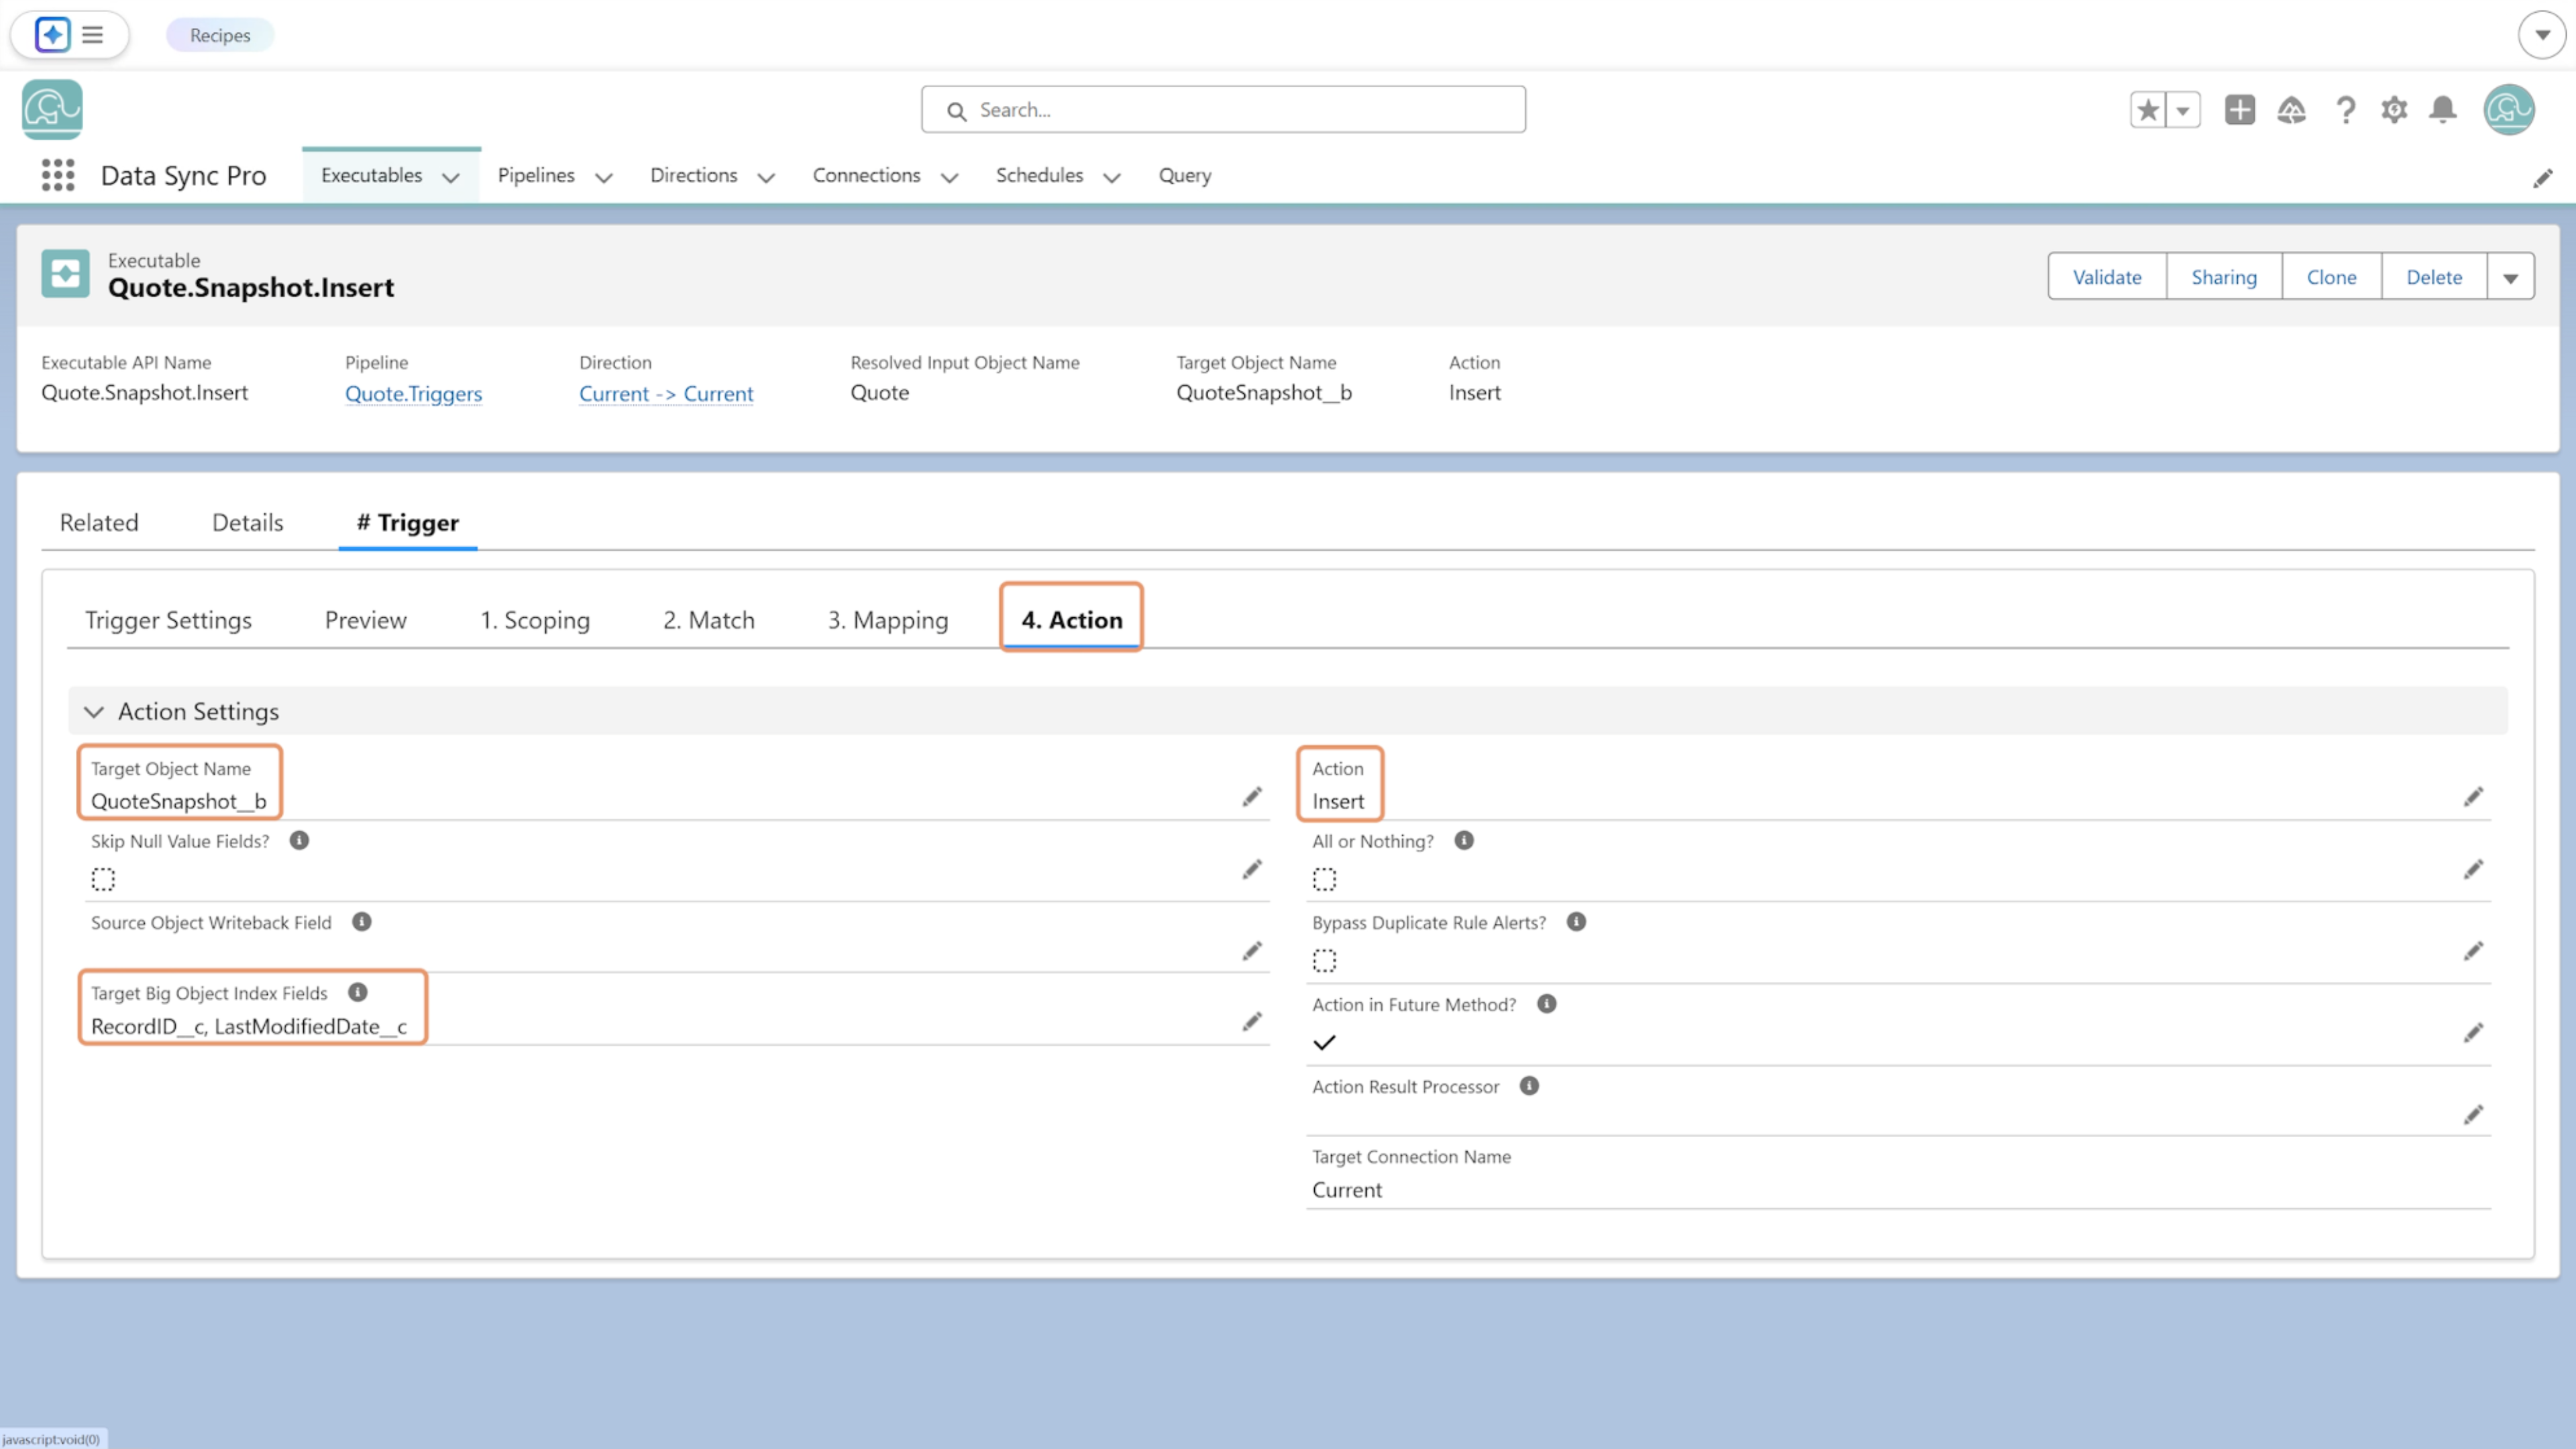 Recipes
Search...
Data Sync Pro
Executables
Pipelines
Directions
Connections
Schedules
Query
Executable
Quote.Snapshot.Insert
Validate
Sharing
Clone
Delete
Executable API Name
Quote.Snapshot.Insert
Pipeline
Quote.Triggers
Direction
Current -> Current
Resolved Input Object Name
Quote
Target Object Name
QuoteSnapshot__b
Action
Insert
Related
Details
# Trigger
Trigger Settings
Preview
1. Scoping
2. Match
3. Mapping
4. Action
Action Settings
Target Object Name
QuoteSnapshot__b
Skip Null Value Fields?
Source Object Writeback Field
Target Big Object Index Fields
RecordID__c, LastModifiedDate__c
Action
Insert
All or Nothing?
Bypass Duplicate Rule Alerts?
Action in Future Method?
Action Result Processor
Target Connection Name
Current
javascript:void(0)